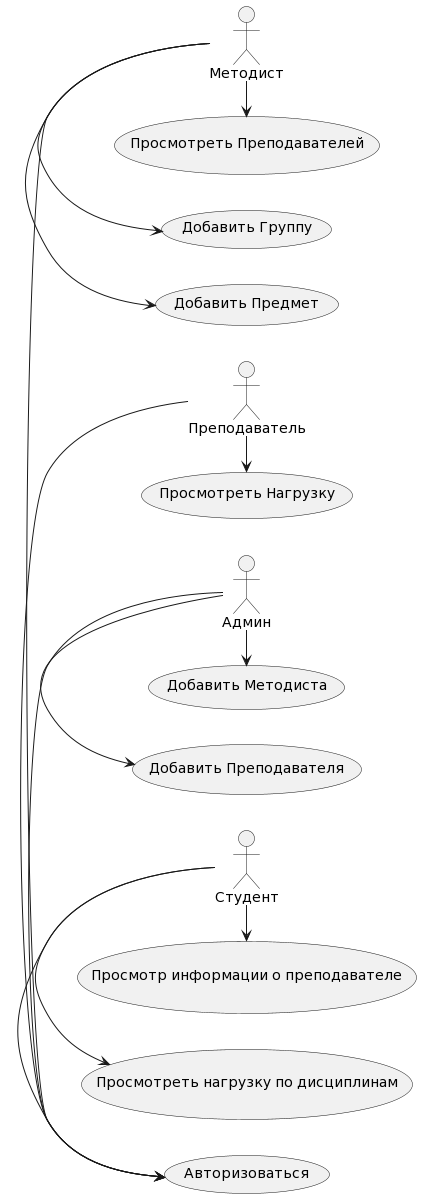 Методист
Просмотреть Преподавателей
Добавить Группу
Добавить Предмет
Преподаватель
Просмотреть Нагрузку
Админ
Добавить Методиста
Добавить Преподавателя
Студент
Просмотр информации о преподавателе
Просмотреть нагрузку по дисциплинам
Авторизоваться